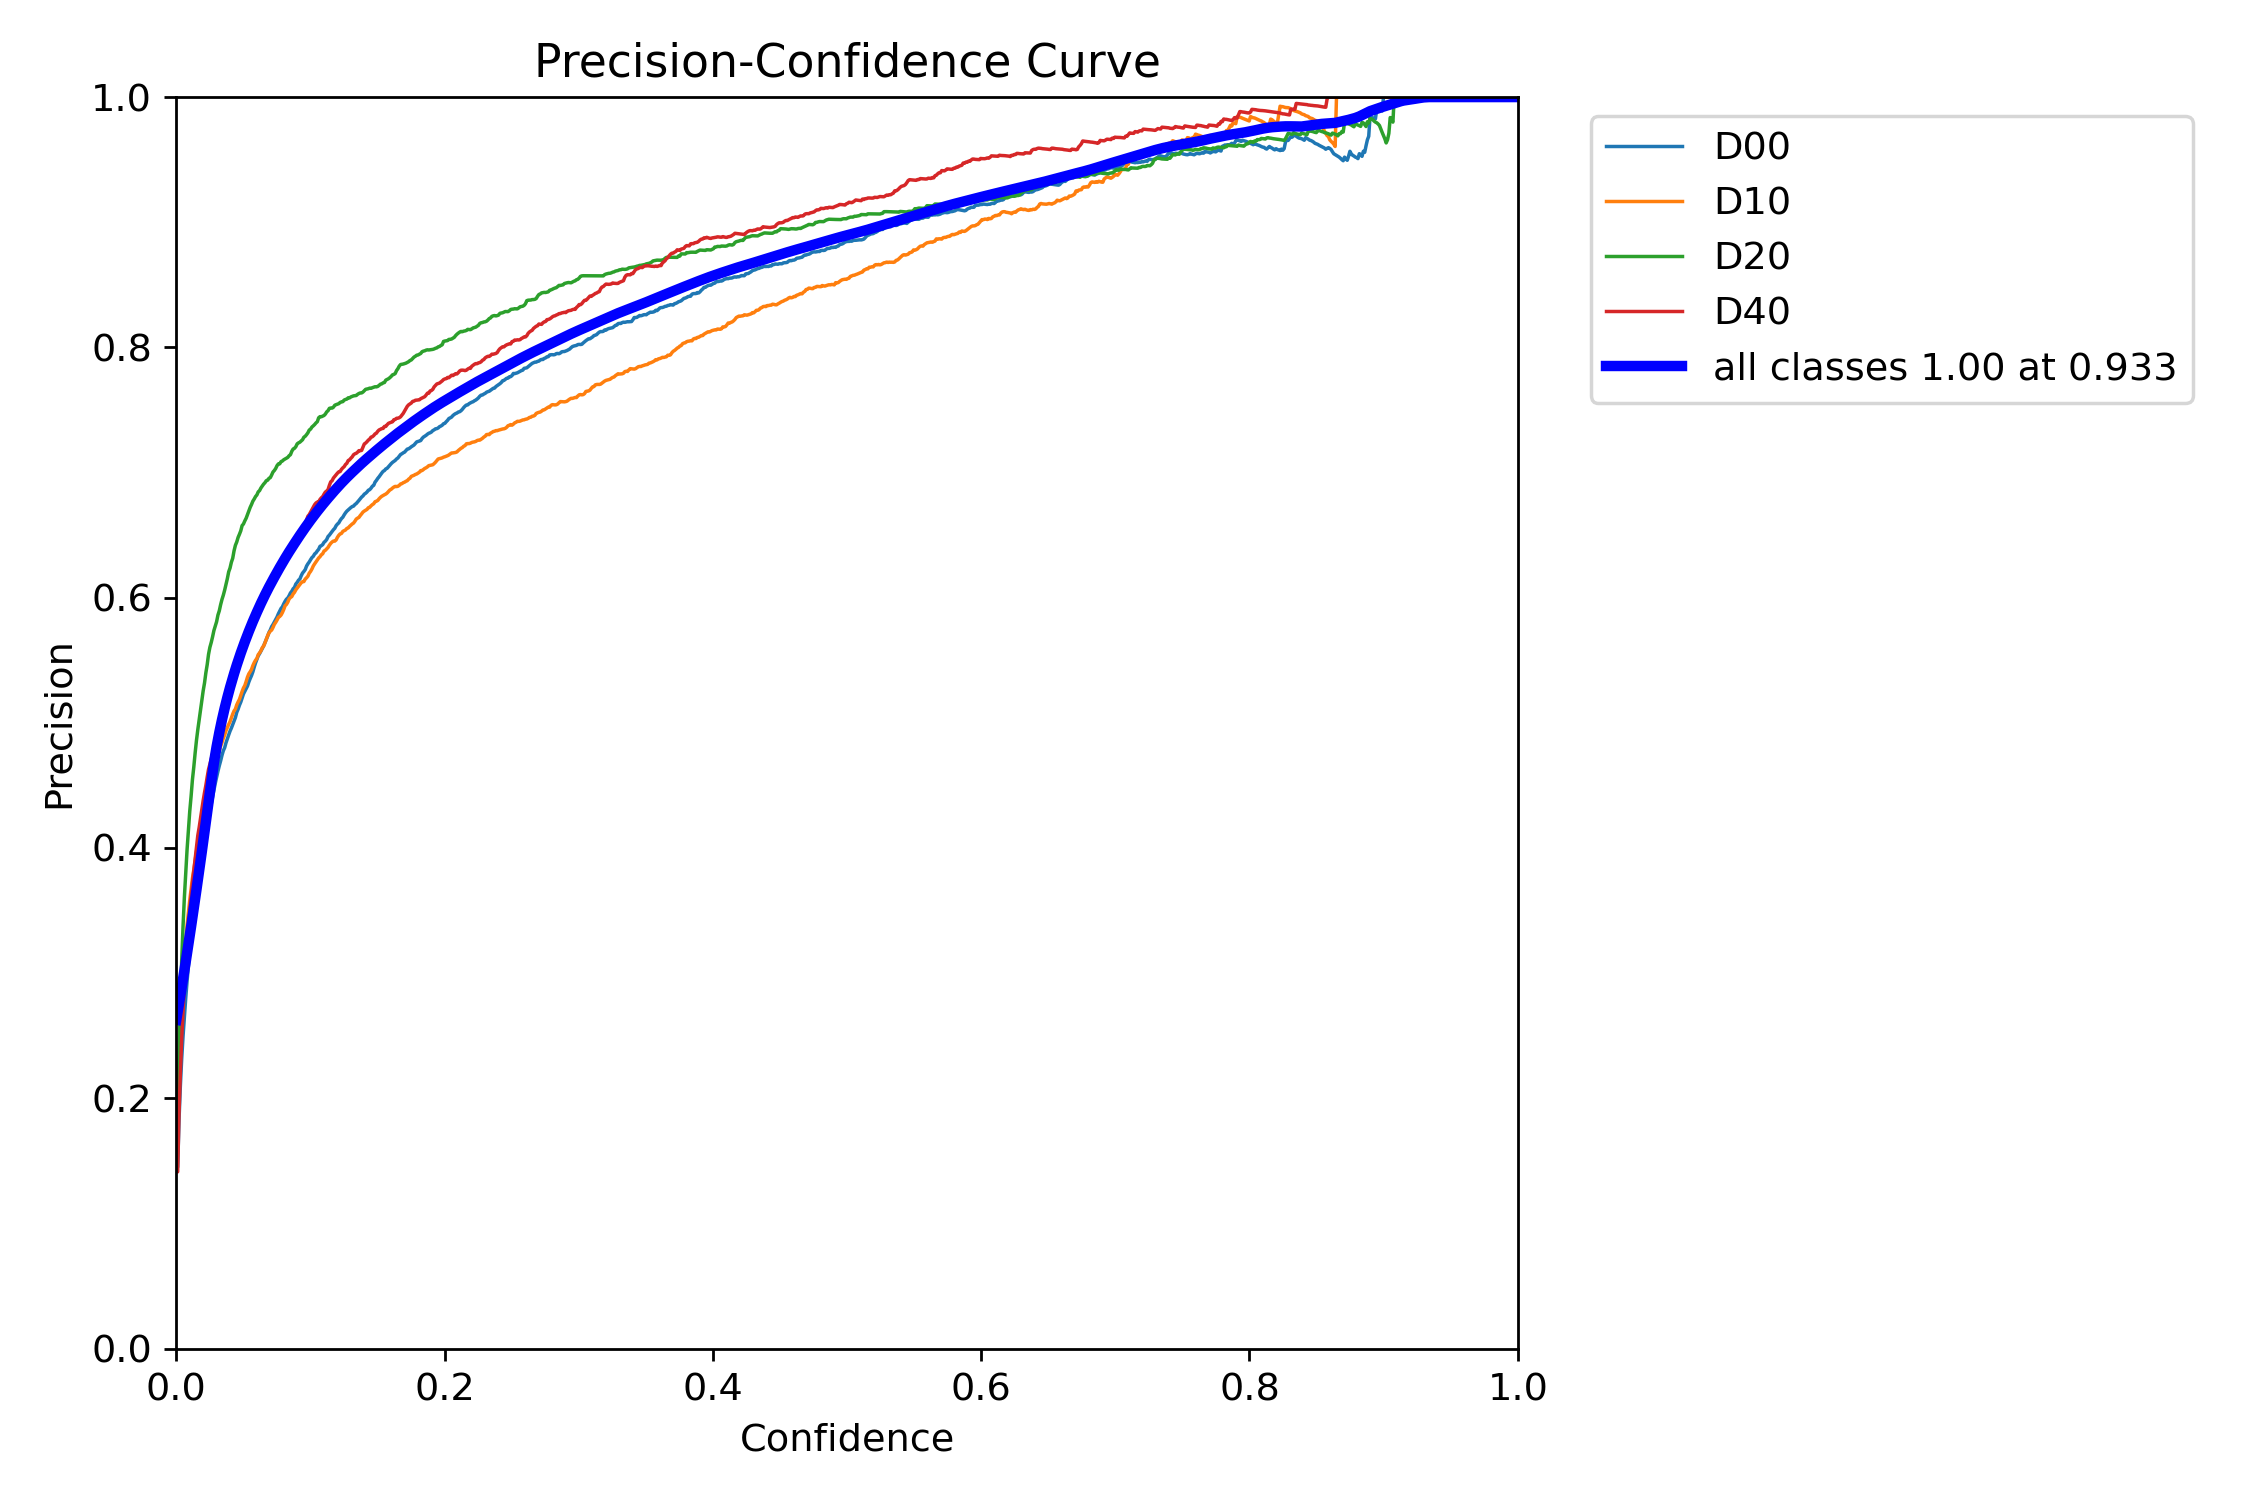 Precision-Confidence Curve
1.0
0.8
0.6
0.4
0.2
0.0
Precision
0.0 0.2 0.4 0.6 0.8 1.0
Confidence
D00
D10
D20
D40
all classes 1.00 at 0.933